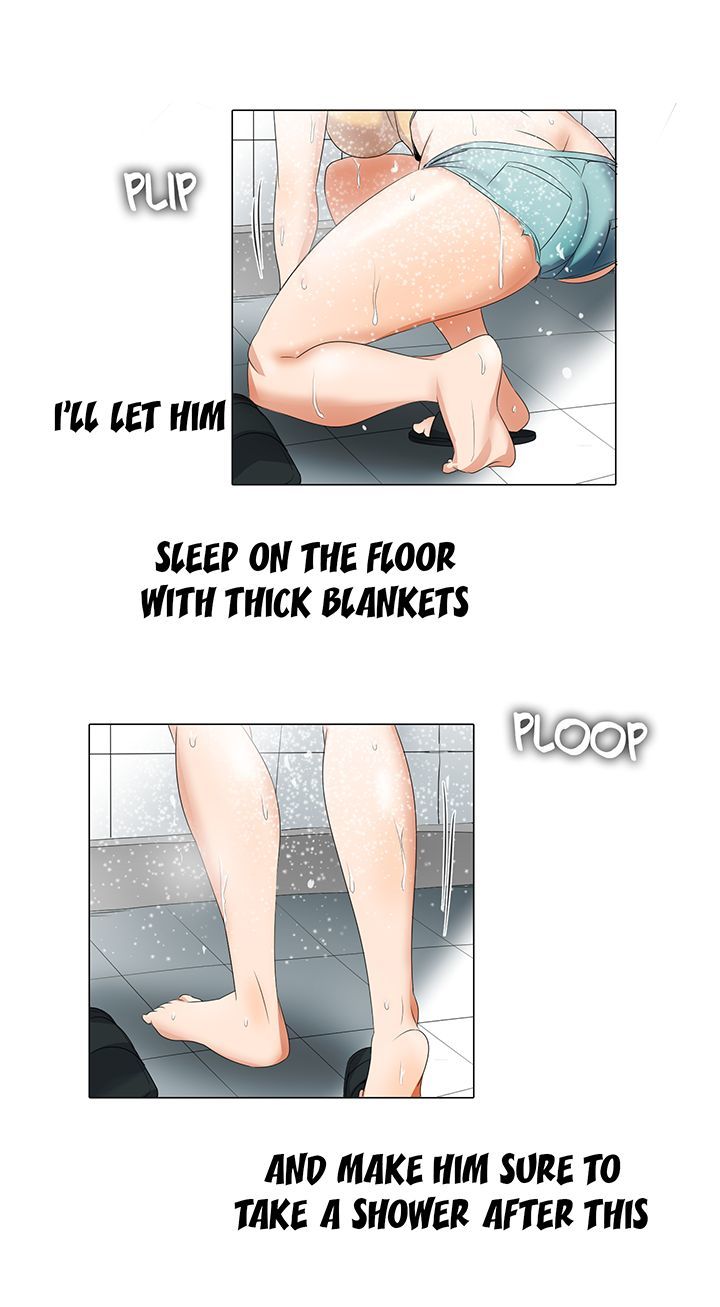 PLIP
I'LL LET HIM
SLEEP ON THE FLOOR
WITH THICK BLANKETS
PLOOP
AND MAKE HIM SURE TO
TAKE A SHOWER AFTER THIS